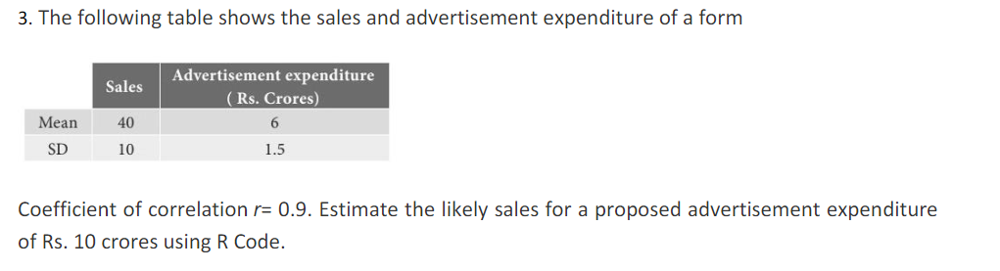 3. The following table shows the sales and advertisement expenditure of a form
Sales
Advertisement expenditure
( Rs. Crores)
Mean 40 6
SD 10 1.5
Coefficient of correlation r= 0.9. Estimate the likely sales for a proposed advertisement expenditure
of Rs. 10 crores using R Code.